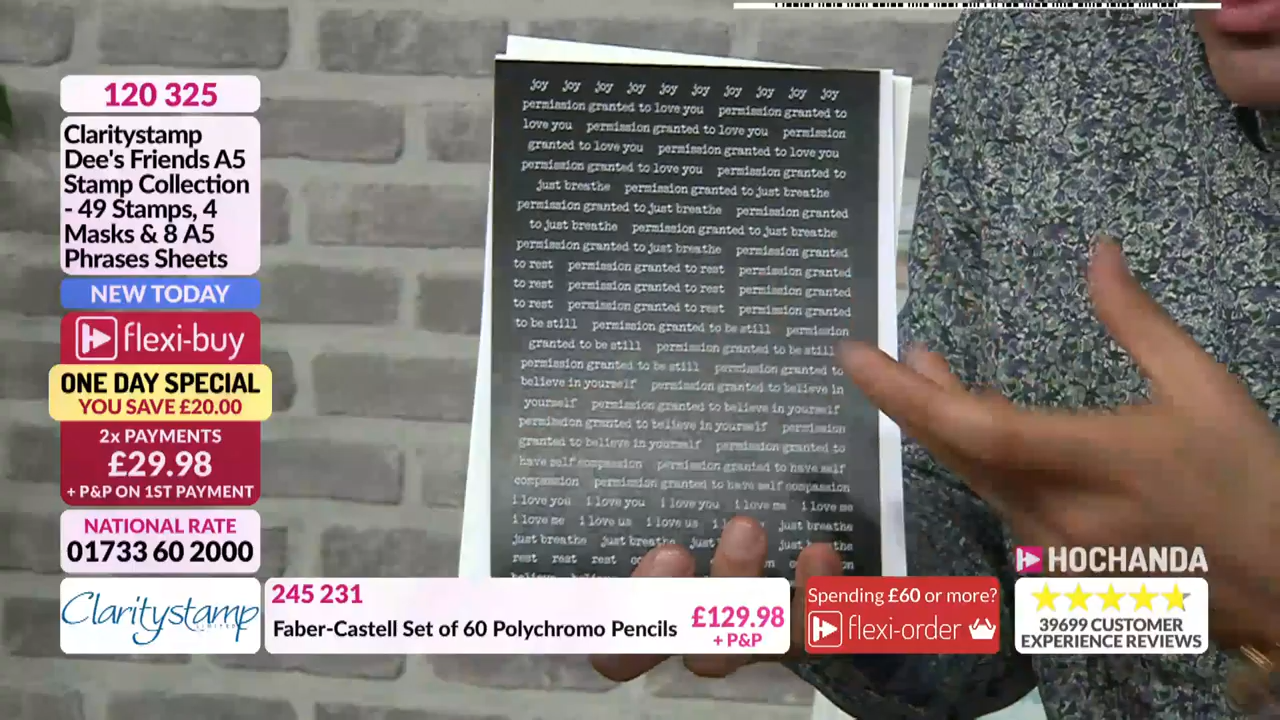 120 325
Claritystamp
Dee's Friends A5
Stamp Collection
- 49 Stamps, 4
Masks & 8 A5
Phrases Sheets
NEW TODAY
flexi-buy
ONE DAY SPECIAL
YOU SAVE £20.00
2x PAYMENTS
£29.98
+ P&P ON 1ST PAYMENT
NATIONAL RATE
01733 60 2000
joy joy joy joy joy joy joy joy joy joy
permission granted to love you permission granted to
love you permission granted to love you permission
granted to love you permission granted to love you
permission granted to love you permission granted to
just breathe permission granted to just breathe
permission granted to just breathe permission granted
to just breathe permission granted to just breathe
permission granted to just breathe permission granted
to rest permission granted to rest permission granted
to rest permission granted to rest permission granted
to rest permission granted to rest permission granted
to be still permission granted to be still permission
granted to be still permission granted to be still
permission granted to be still permission granted to
believe in yourself permission granted to believe in
yourself permission granted to believe in yourself
permission granted to believe in yourself permission
granted to believe in yourself permission granted to
have self compassion permission granted to have self
compassion permission granted to have self compassion
i love you i love you i love you i love me i love me
i love me i love us i love us just breathe
just breathe just breathe just
rest rest rest
Claritystamp
LIMITED
245 231
Faber-Castell Set of 60 Polychromo Pencils
£129.98
+ P&P
Spending £60 or more?
flexi-order
HOCHANDA
39699 CUSTOMER
EXPERIENCE REVIEWS